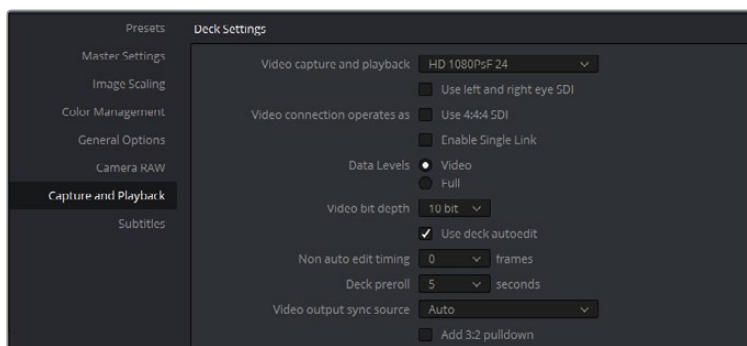 Presets
Master Settings
Image Scaling
Color Management
General Options
Camera RAW
Capture and Playback
Subtitles
Deck Settings
Video capture and playback HD 1080PsF 24
Use left and right eye SDI
Video connection operates as Use 4:4:4 SDI
Enable Single Link
Data Levels Video
Full
Video bit depth 10 bit
Use deck autoedit
Non auto edit timing 0 frames
Deck preroll 5 seconds
Video output sync source Auto
Add 3:2 pulldown